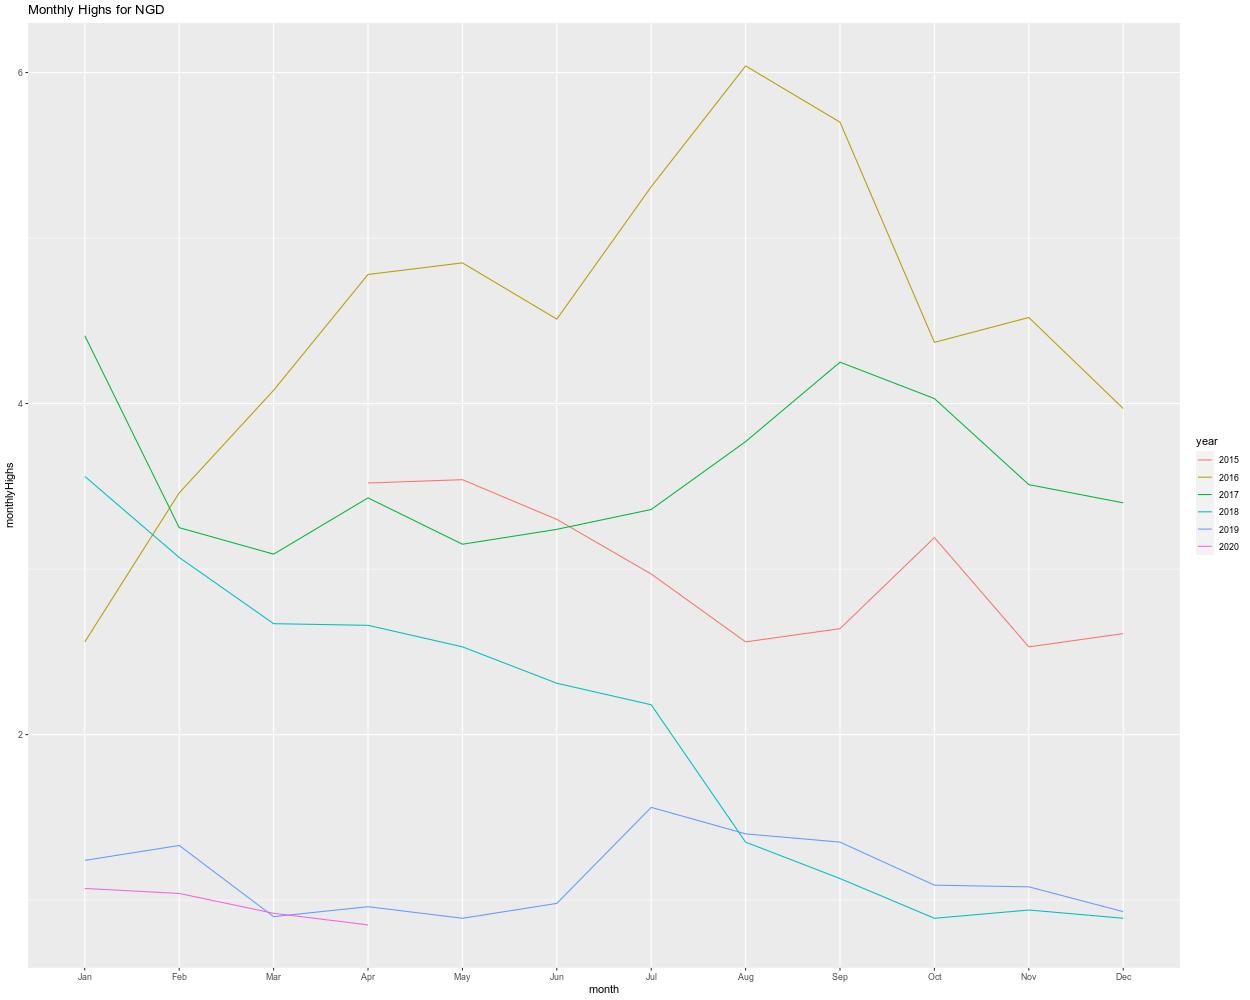 Monthly Highs for NGD
6
4
2
monthlyHighs
Jan Feb Mar Apr May Jun Jul Aug Sep Oct Nov Dec
month
year
2015
2016
2017
2018
2019
2020